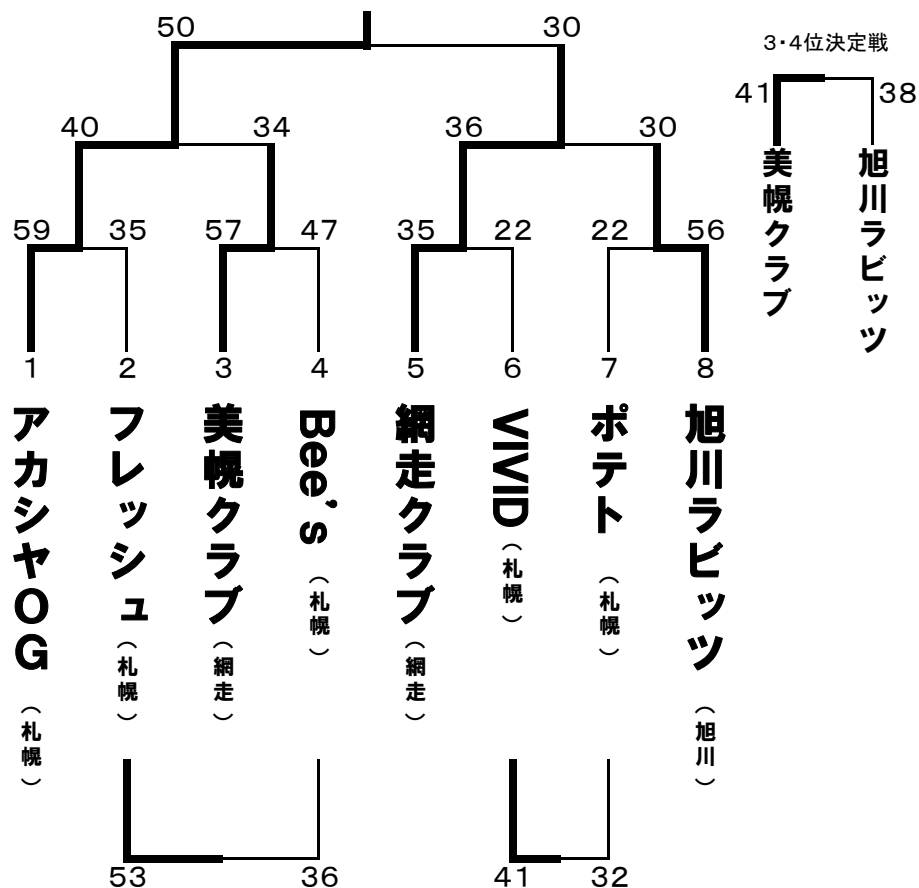 50 30
3・4位決定戦
41 38
美幌クラブ
旭川ラビッツ
40 34 36 30
59 35 57 47 35 22 22 56
1 2 3 4 5 6 7 8
アカシヤOG（札幌）
フレッシュ（札幌）
美幌クラブ（網走）
Bee's（札幌）
網走クラブ（網走）
VIVID（札幌）
ポテト（札幌）
旭川ラビッツ（旭川）
53 36 41 32